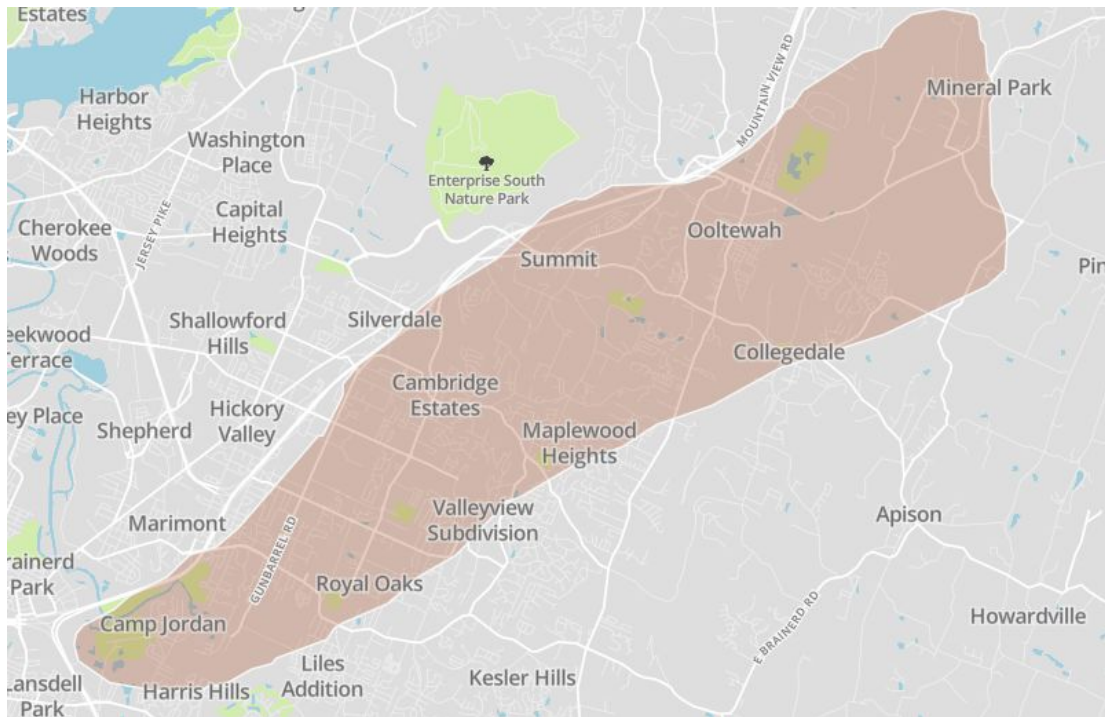 Estates
Harbor
Heights
Washington
Place
Enterprise South
Nature Park
MOUNTAIN VIEW RD
Mineral Park
Cherokee
Woods
JERSEY PIKE
Capital
Heights
Summit
Ooltewah
Pin
eekwood
Terrace
Shallowford
Hills
Silverdale
Collegedale
ey Place
Shepherd
Hickory
Valley
Cambridge
Estates
Maplewood
Heights
Marimont
GUNBARREL RD
Valleyview
Subdivision
Apison
rainerd
Park
Royal Oaks
Camp Jordan
E BRAINERD RD
Howardville
Lansdell
Park
Harris Hills
Liles
Addition
Kesler Hills